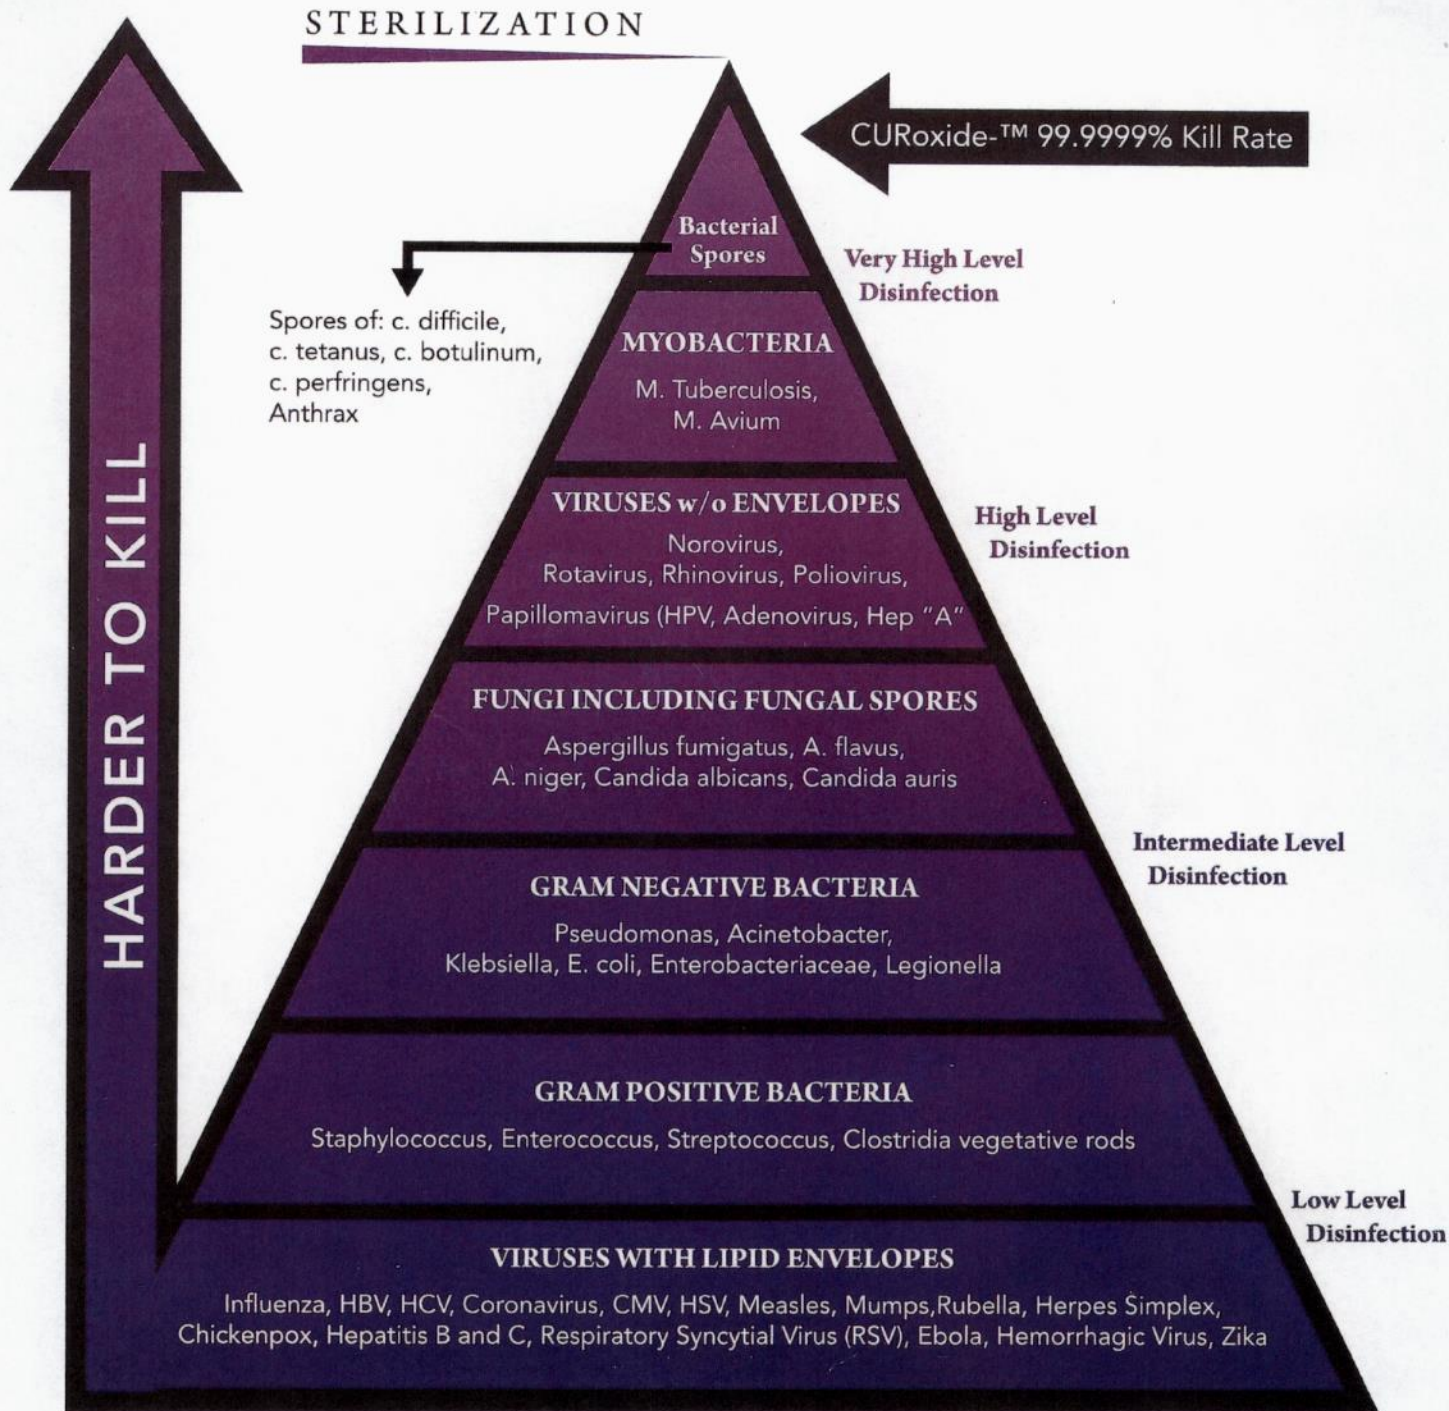 STERILIZATION
CURoxide-™ 99.9999% Kill Rate
Bacterial
Spores
Very High Level
Disinfection
Spores of: c. difficile,
c. tetanus, c. botulinum,
c. perfringens,
Anthrax
MYOBACTERIA
M. Tuberculosis,
M. Avium
HARDER TO KILL
VIRUSES w/o ENVELOPES
Norovirus,
Rotavirus, Rhinovirus, Poliovirus,
Papillomavirus (HPV, Adenovirus, Hep "A"
High Level
Disinfection
FUNGI INCLUDING FUNGAL SPORES
Aspergillus fumigatus, A. flavus,
A. niger, Candida albicans, Candida auris
Intermediate Level
Disinfection
GRAM NEGATIVE BACTERIA
Pseudomonas, Acinetobacter,
Klebsiella, E. coli, Enterobacteriaceae, Legionella
GRAM POSITIVE BACTERIA
Staphylococcus, Enterococcus, Streptococcus, Clostridia vegetative rods
Low Level
Disinfection
VIRUSES WITH LIPID ENVELOPES
Influenza, HBV, HCV, Coronavirus, CMV, HSV, Measles, Mumps,Rubella, Herpes Simplex,
Chickenpox, Hepatitis B and C, Respiratory Syncytial Virus (RSV), Ebola, Hemorrhagic Virus, Zika